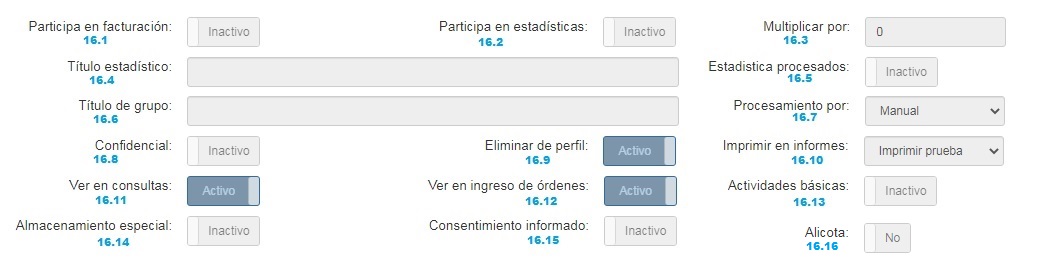 Participa en facturación: Inactivo Participa en estadísticas: Inactivo Multiplicar por: 0
16.1 16.2 16.3
Título estadístico: Estadistica procesados: Inactivo
16.4 16.5
Título de grupo: Procesamiento por: Manual
16.6 16.7
Confidencial: Inactivo Eliminar de perfil: Activo Imprimir en informes: Imprimir prueba
16.8 16.9 16.10
Ver en consultas: Activo Ver en ingreso de órdenes: Activo Actividades básicas: Inactivo
16.11 16.12 16.13
Almacenamiento especial: Inactivo Consentimiento informado: Inactivo Alicota: No
16.14 16.15 16.16